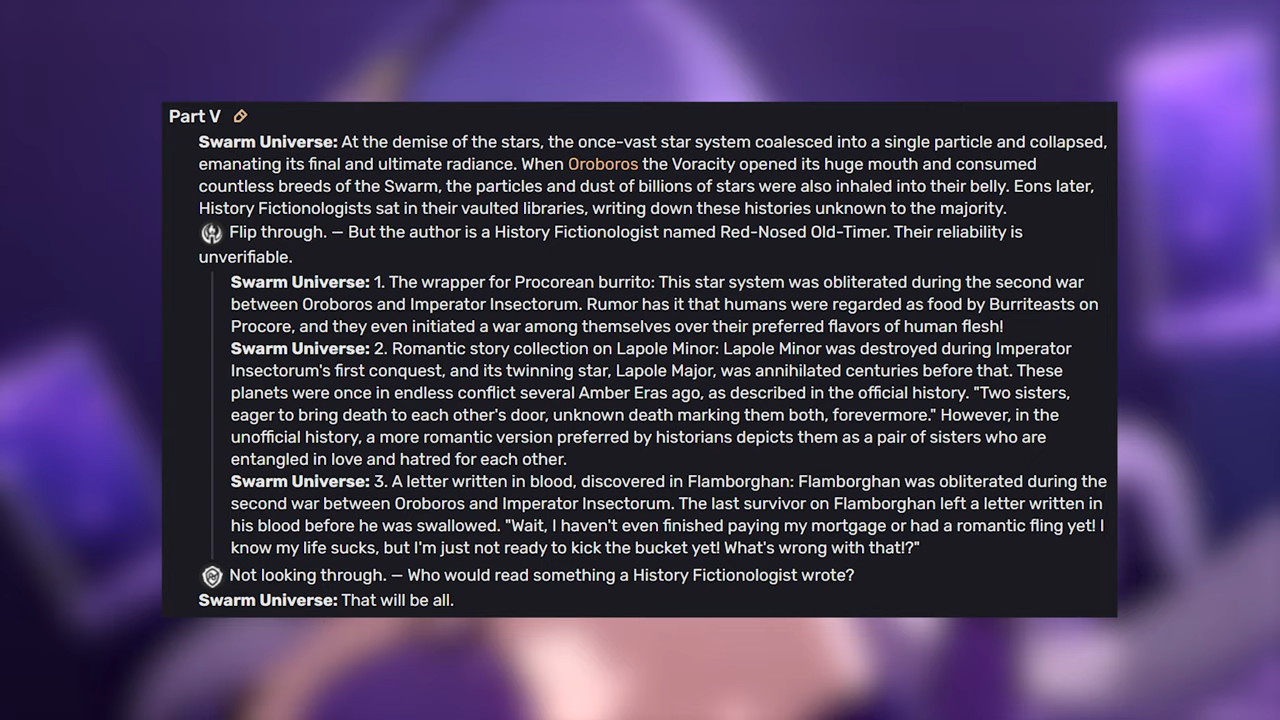 Part V
Swarm Universe: At the demise of the stars, the once-vast star system coalesced into a single particle and collapsed,
emanating its final and ultimate radiance. When Oroboros the Voracity opened its huge mouth and consumed
countless breeds of the Swarm, the particles and dust of billions of stars were also inhaled into their belly. Eons later,
History Fictionologists sat in their vaulted libraries, writing down these histories unknown to the majority.
Flip through. — But the author is a History Fictionologist named Red-Nosed Old-Timer. Their reliability is
unverifiable.
Swarm Universe: 1. The wrapper for Procorean burrito: This star system was obliterated during the second war
between Oroboros and Imperator Insectorum. Rumor has it that humans were regarded as food by Burriteasts on
Procore, and they even initiated a war among themselves over their preferred flavors of human flesh!
Swarm Universe: 2. Romantic story collection on Lapole Minor: Lapole Minor was destroyed during Imperator
Insectorum's first conquest, and its twinning star, Lapole Major, was annihilated centuries before that. These
planets were once in endless conflict several Amber Eras ago, as described in the official history. "Two sisters,
eager to bring death to each other's door, unknown death marking them both, forevermore." However, in the
unofficial history, a more romantic version preferred by historians depicts them as a pair of sisters who are
entangled in love and hatred for each other.
Swarm Universe: 3. A letter written in blood, discovered in Flamborghan: Flamborghan was obliterated during the
second war between Oroboros and Imperator Insectorum. The last survivor on Flamborghan left a letter written in
his blood before he was swallowed. "Wait, I haven't even finished paying my mortgage or had a romantic fling yet! I
know my life sucks, but I'm just not ready to kick the bucket yet! What's wrong with that!?"
Not looking through. — Who would read something a History Fictionologist wrote?
Swarm Universe: That will be all.